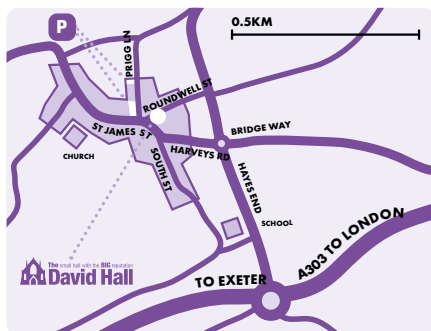 P
0.5KM
PRIGG LN
ROUNDWELL ST
ST JAMES ST
BRIDGE WAY
HARVEYS RD
CHURCH
SOUTH ST
HAYES END
SCHOOL
A303 TO LONDON
The small hall with the BIG reputation
David Hall
TO EXETER